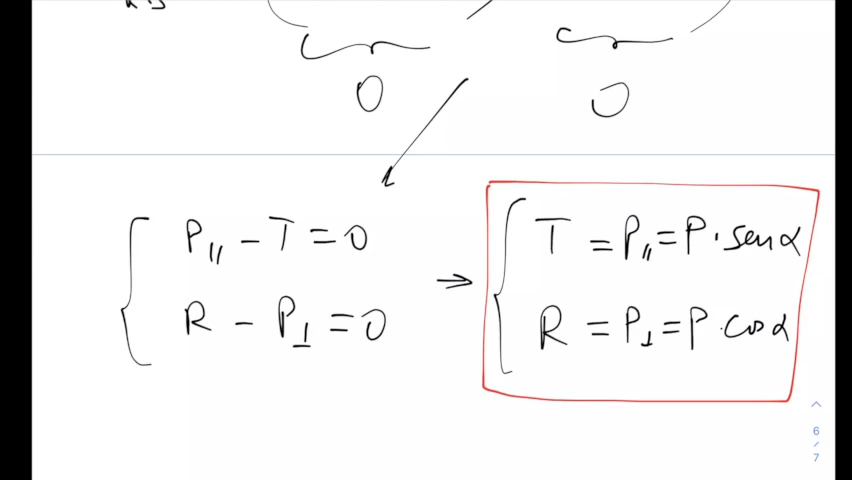 0 0
P∥ - T = 0
R - P⊥ = 0
⇒
T = P∥ = P · sen α
R = P⊥ = P · cos α
6
/
7